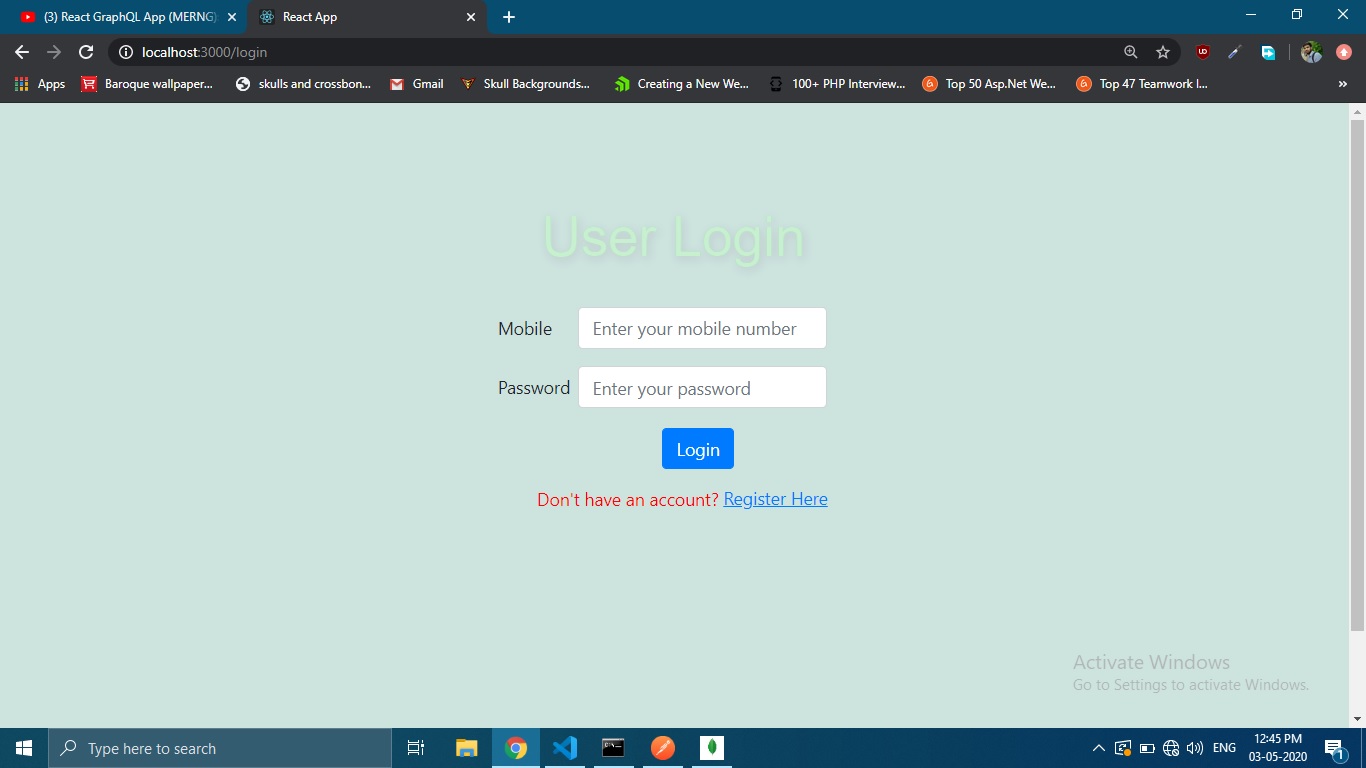 (3) React GraphQL App (MERNG)
React App
localhost:3000/login
Apps
Baroque wallpaper...
skulls and crossbon...
Gmail
Skull Backgrounds...
Creating a New We...
100+ PHP Interview...
Top 50 Asp.Net We...
Top 47 Teamwork I...
»
User Login
Mobile
Enter your mobile number
Password
Enter your password
Login
Don't have an account? Register Here
Activate Windows
Go to Settings to activate Windows.
Type here to search
ENG
12:45 PM
03-05-2020
1